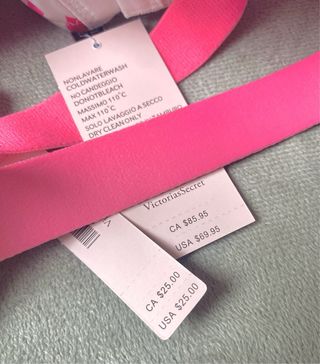 NONLAVARE
COLDWATERWASH
NO CANDEGGIO
DONOTBLEACH
MASSIMO 110˚C
MAX 110˚C
SOLO LAVAGGIO A SECCO
DRY CLEAN ONLY
TAMBURO
VictoriasSecret
CA $85.95
USA $69.95
CA $25.00
USA $25.00